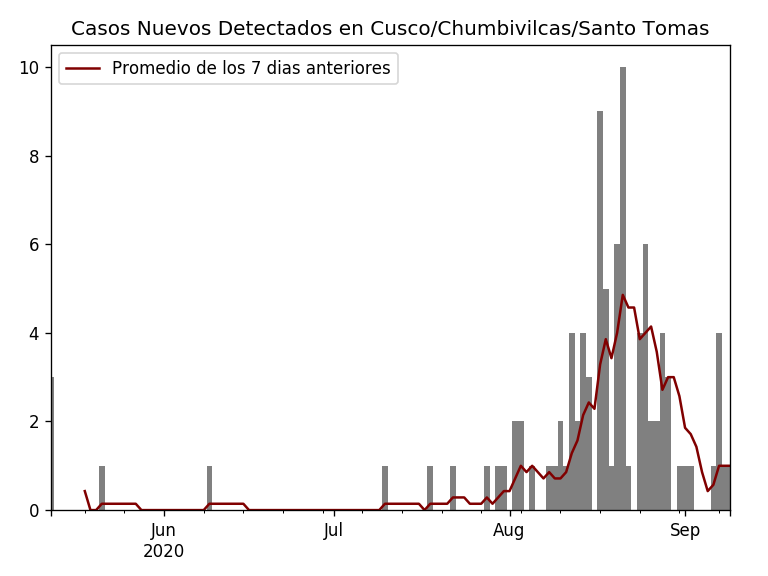 Casos Nuevos Detectados en Cusco/Chumbivilcas/Santo Tomas
Promedio de los 7 dias anteriores
10
8
6
4
2
0
Jun Jul Aug Sep
2020